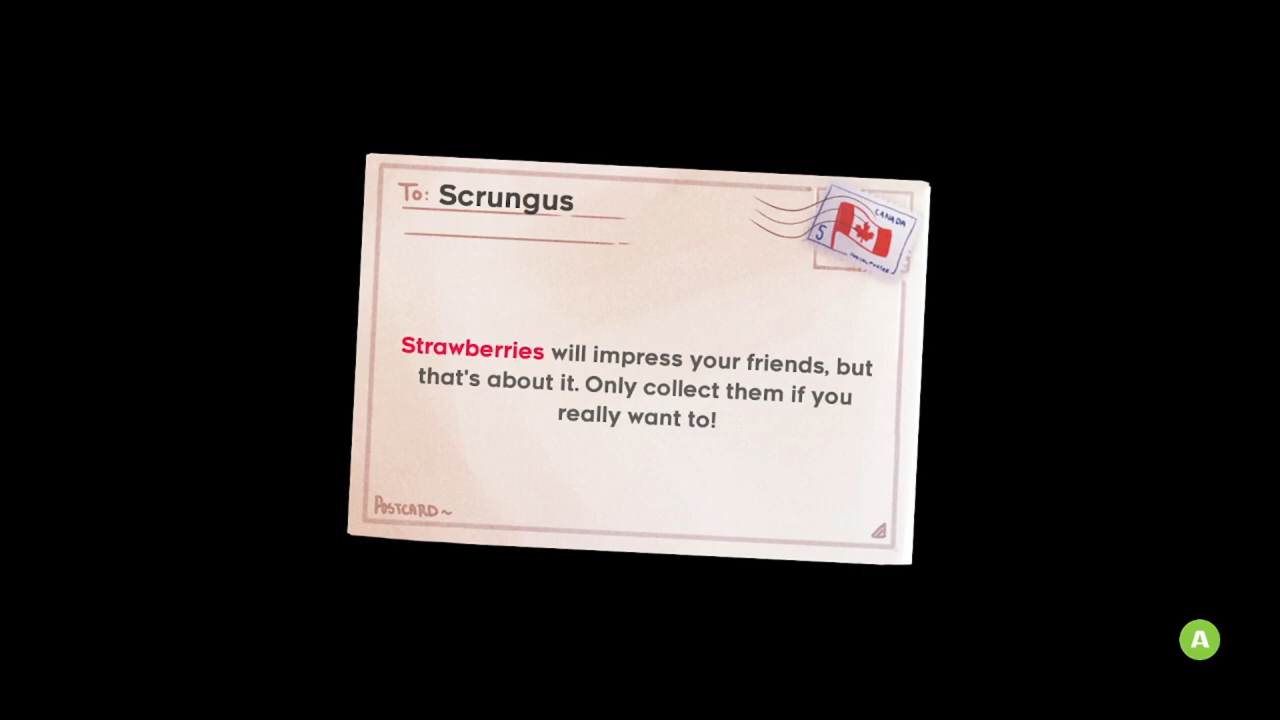 To: Scrungus
CANADA
5
Strawberries will impress your friends, but
that's about it. Only collect them if you
really want to!
POSTCARD~
A